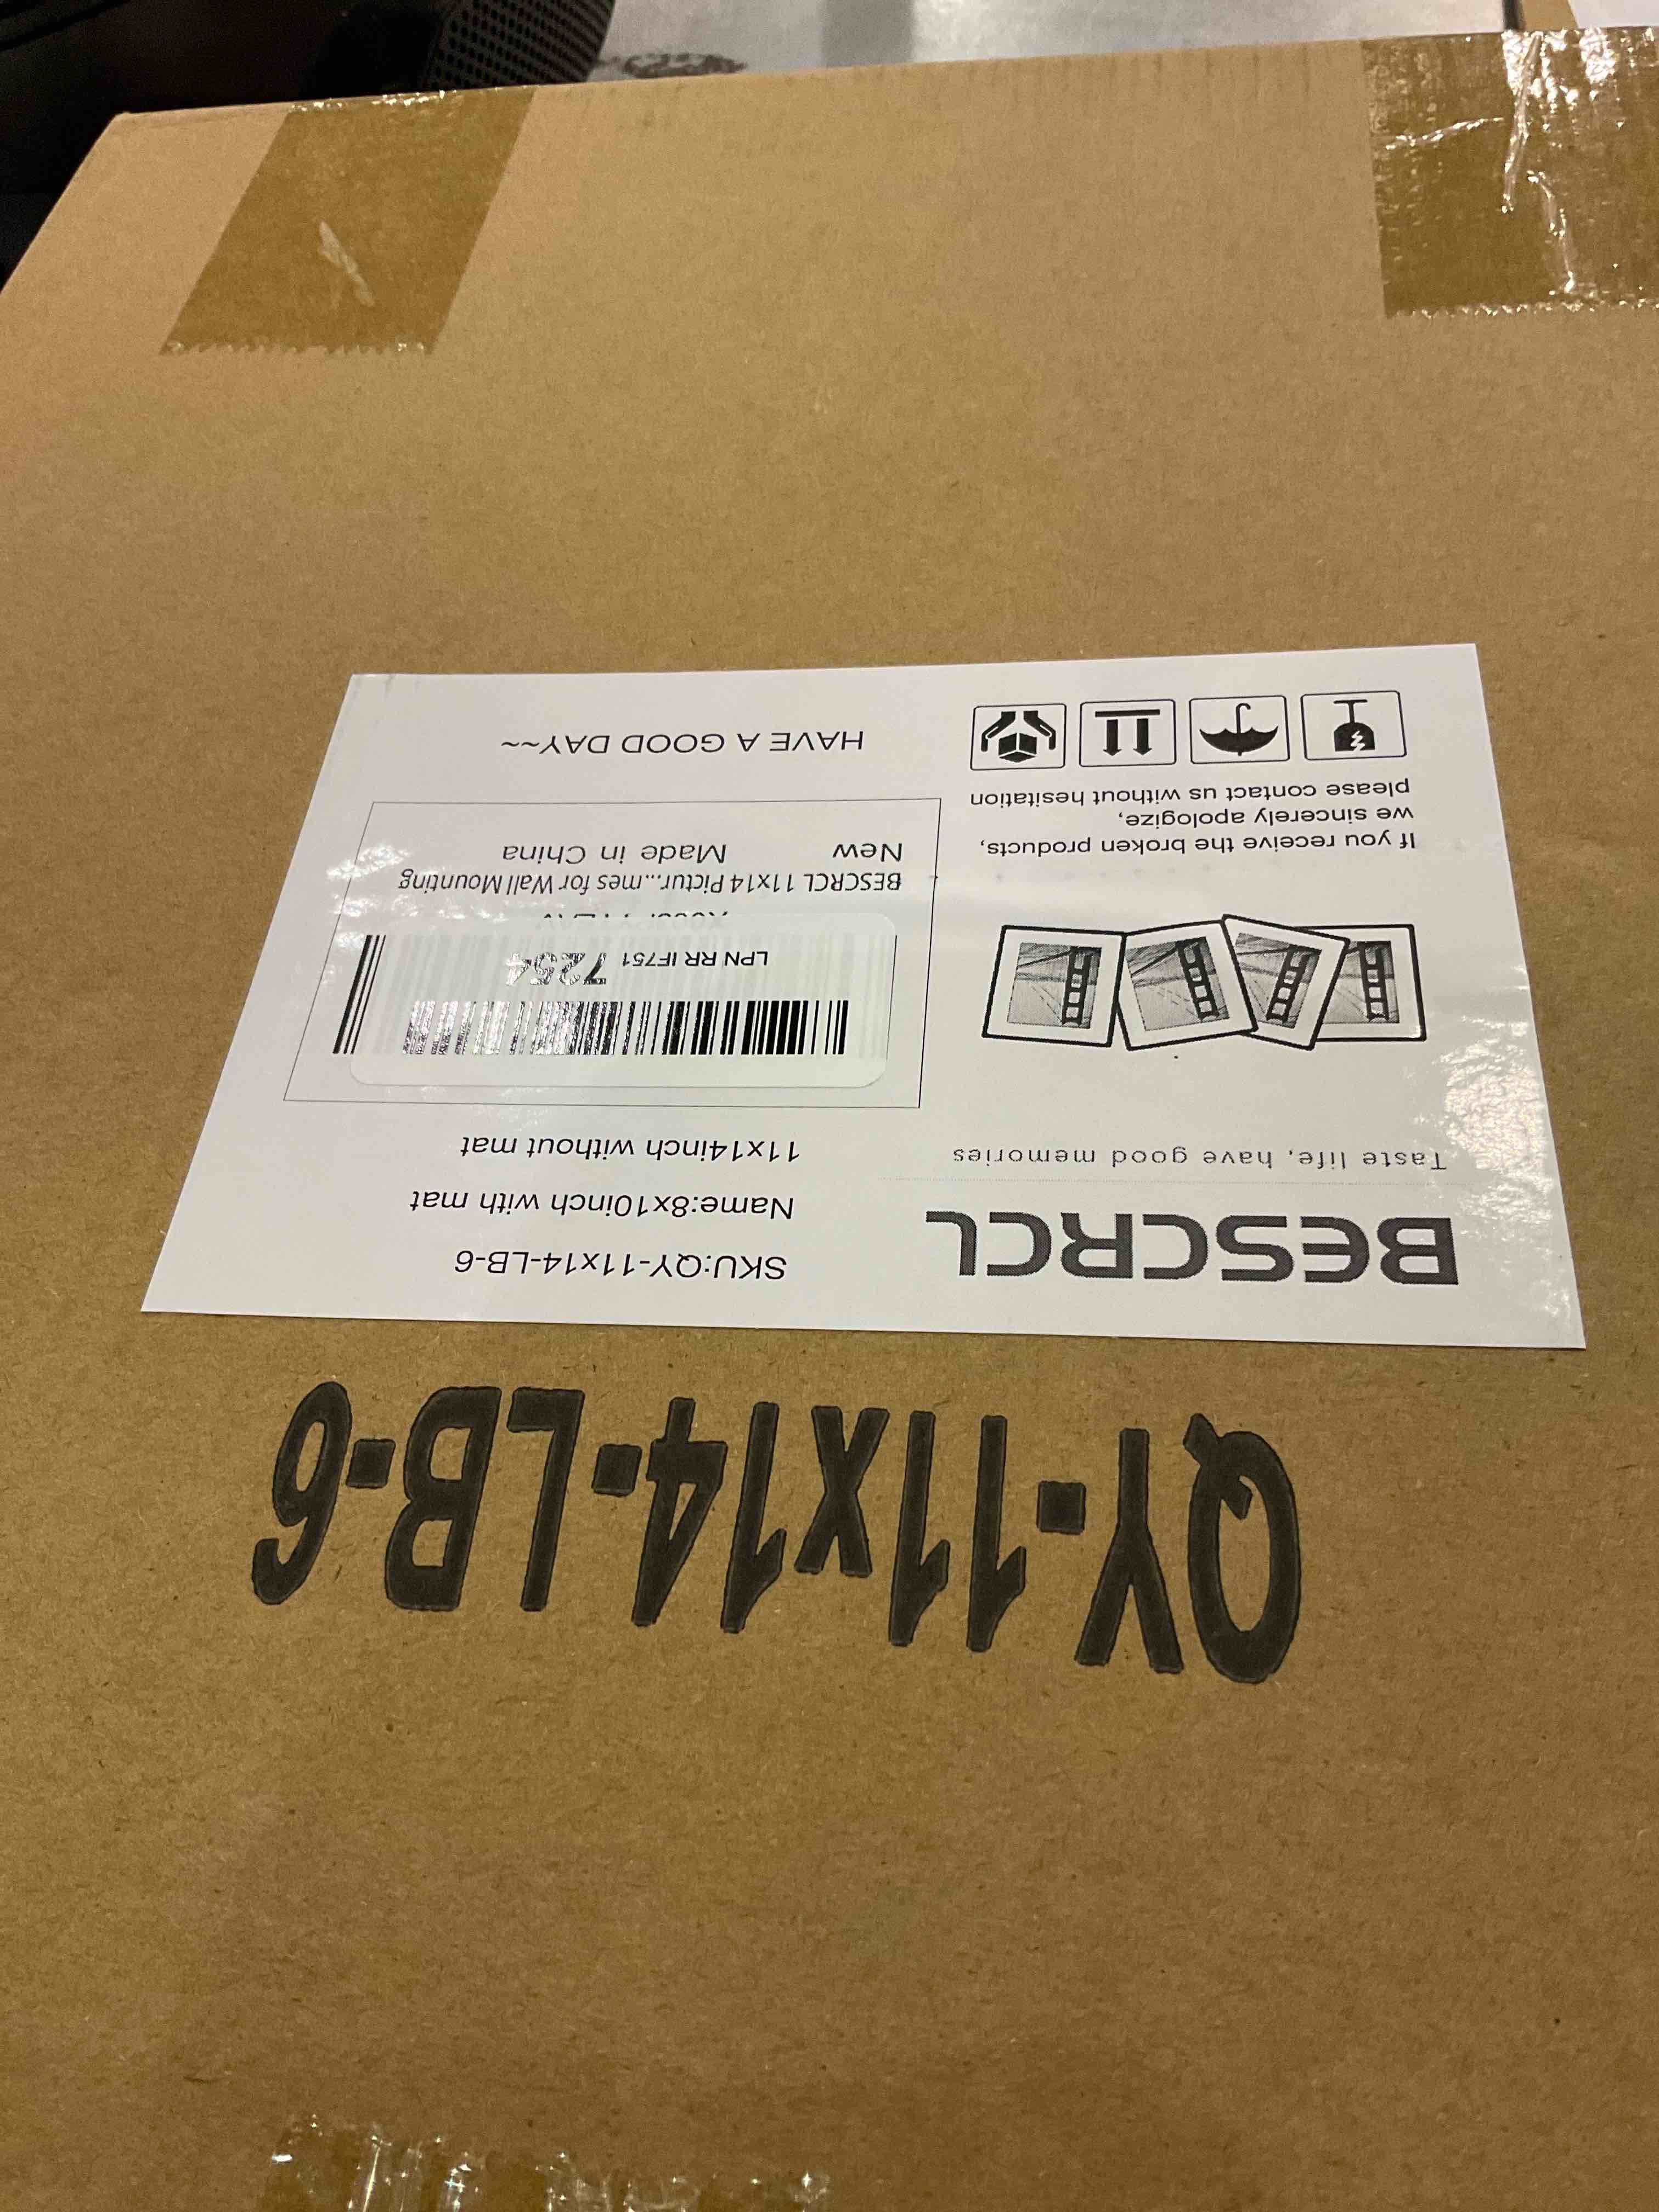 BESCRCL
Taste life, have good memories
If you receive the broken products,
we sincerely apologize,
please contact us without hesitation
SKU:QY-11x14-LB-6
Name:8x10inch with mat
11x14inch without mat
LPN RR IF751 7254
BESCRCL 11x14 Pictur...mes for Wall Mounting
New Made in China
HAVE A GOOD DAY~~
QY-11x14-LB-6